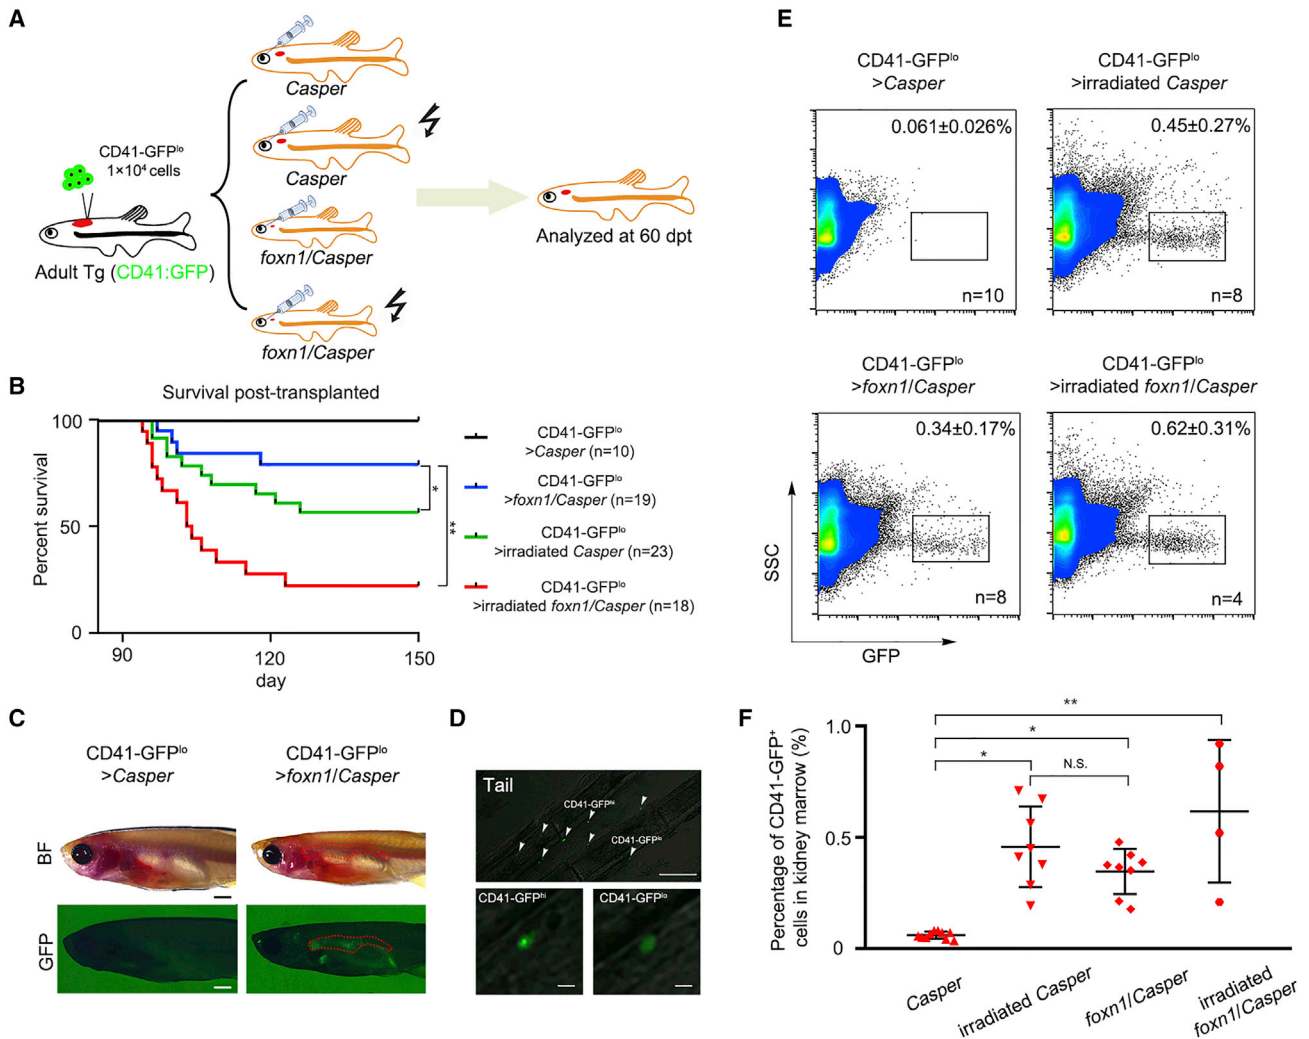 A
CD41-GFPlo
1×10⁴ cells
Adult Tg (CD41:GFP)
Casper
Casper
foxn1/Casper
foxn1/Casper
Analyzed at 60 dpt
B
Survival post-transplanted
Percent survival
100
50
0
90
120
150
day
*
**
CD41-GFPlo
>Casper (n=10)
CD41-GFPlo
>foxn1/Casper (n=19)
CD41-GFPlo
>irradiated Casper (n=23)
CD41-GFPlo
>irradiated foxn1/Casper (n=18)
C
CD41-GFPlo
>Casper
CD41-GFPlo
>foxn1/Casper
BF
GFP
D
Tail
CD41-GFPhi
CD41-GFPlo
CD41-GFPhi
CD41-GFPlo
E
CD41-GFPlo
>Casper
0.061±0.026%
n=10
CD41-GFPlo
>irradiated Casper
0.45±0.27%
n=8
CD41-GFPlo
>foxn1/Casper
0.34±0.17%
n=8
CD41-GFPlo
>irradiated foxn1/Casper
0.62±0.31%
n=4
SSC
GFP
F
Percentage of CD41-GFP+
cells in kidney marrow (%)
1.0
0.5
0
**
*
*
N.S.
Casper
irradiated Casper
foxn1/Casper
irradiated
foxn1/Casper